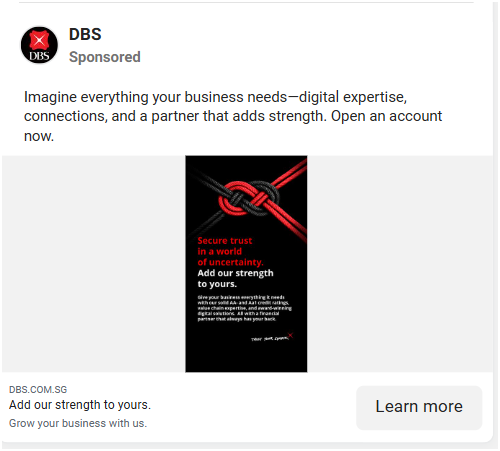 DBS
DBS
Sponsored
Imagine everything your business needs—digital expertise,
connections, and a partner that adds strength. Open an account
now.
Secure trust
in a world
of uncertainty.
Add our strength
to yours.
Give your business everything it needs
with our solid AA- and Aa1 credit ratings,
value chain expertise, and award-winning
digital solutions. All with a financial
partner that always has your back.
Trust Your Spark.
DBS.COM.SG
Add our strength to yours.
Grow your business with us.
Learn more